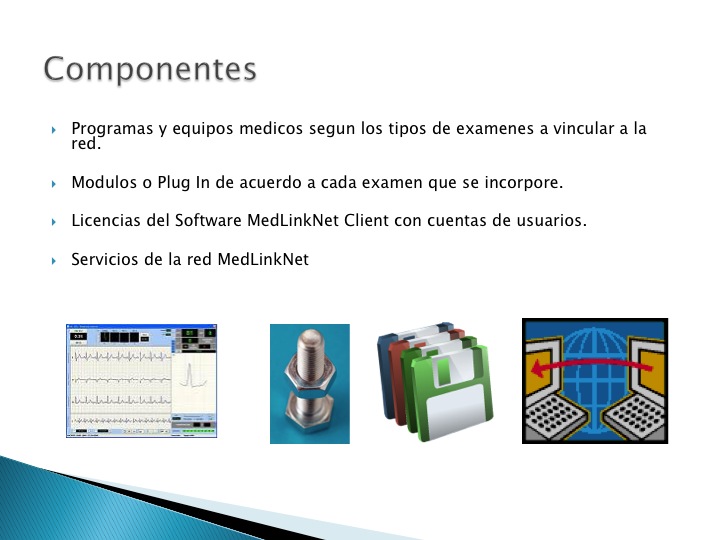 Componentes
Programas y equipos medicos segun los tipos de examenes a vincular a la
red.
Modulos o Plug In de acuerdo a cada examen que se incorpore.
Licencias del Software MedLinkNet Client con cuentas de usuarios.
Servicios de la red MedLinkNet